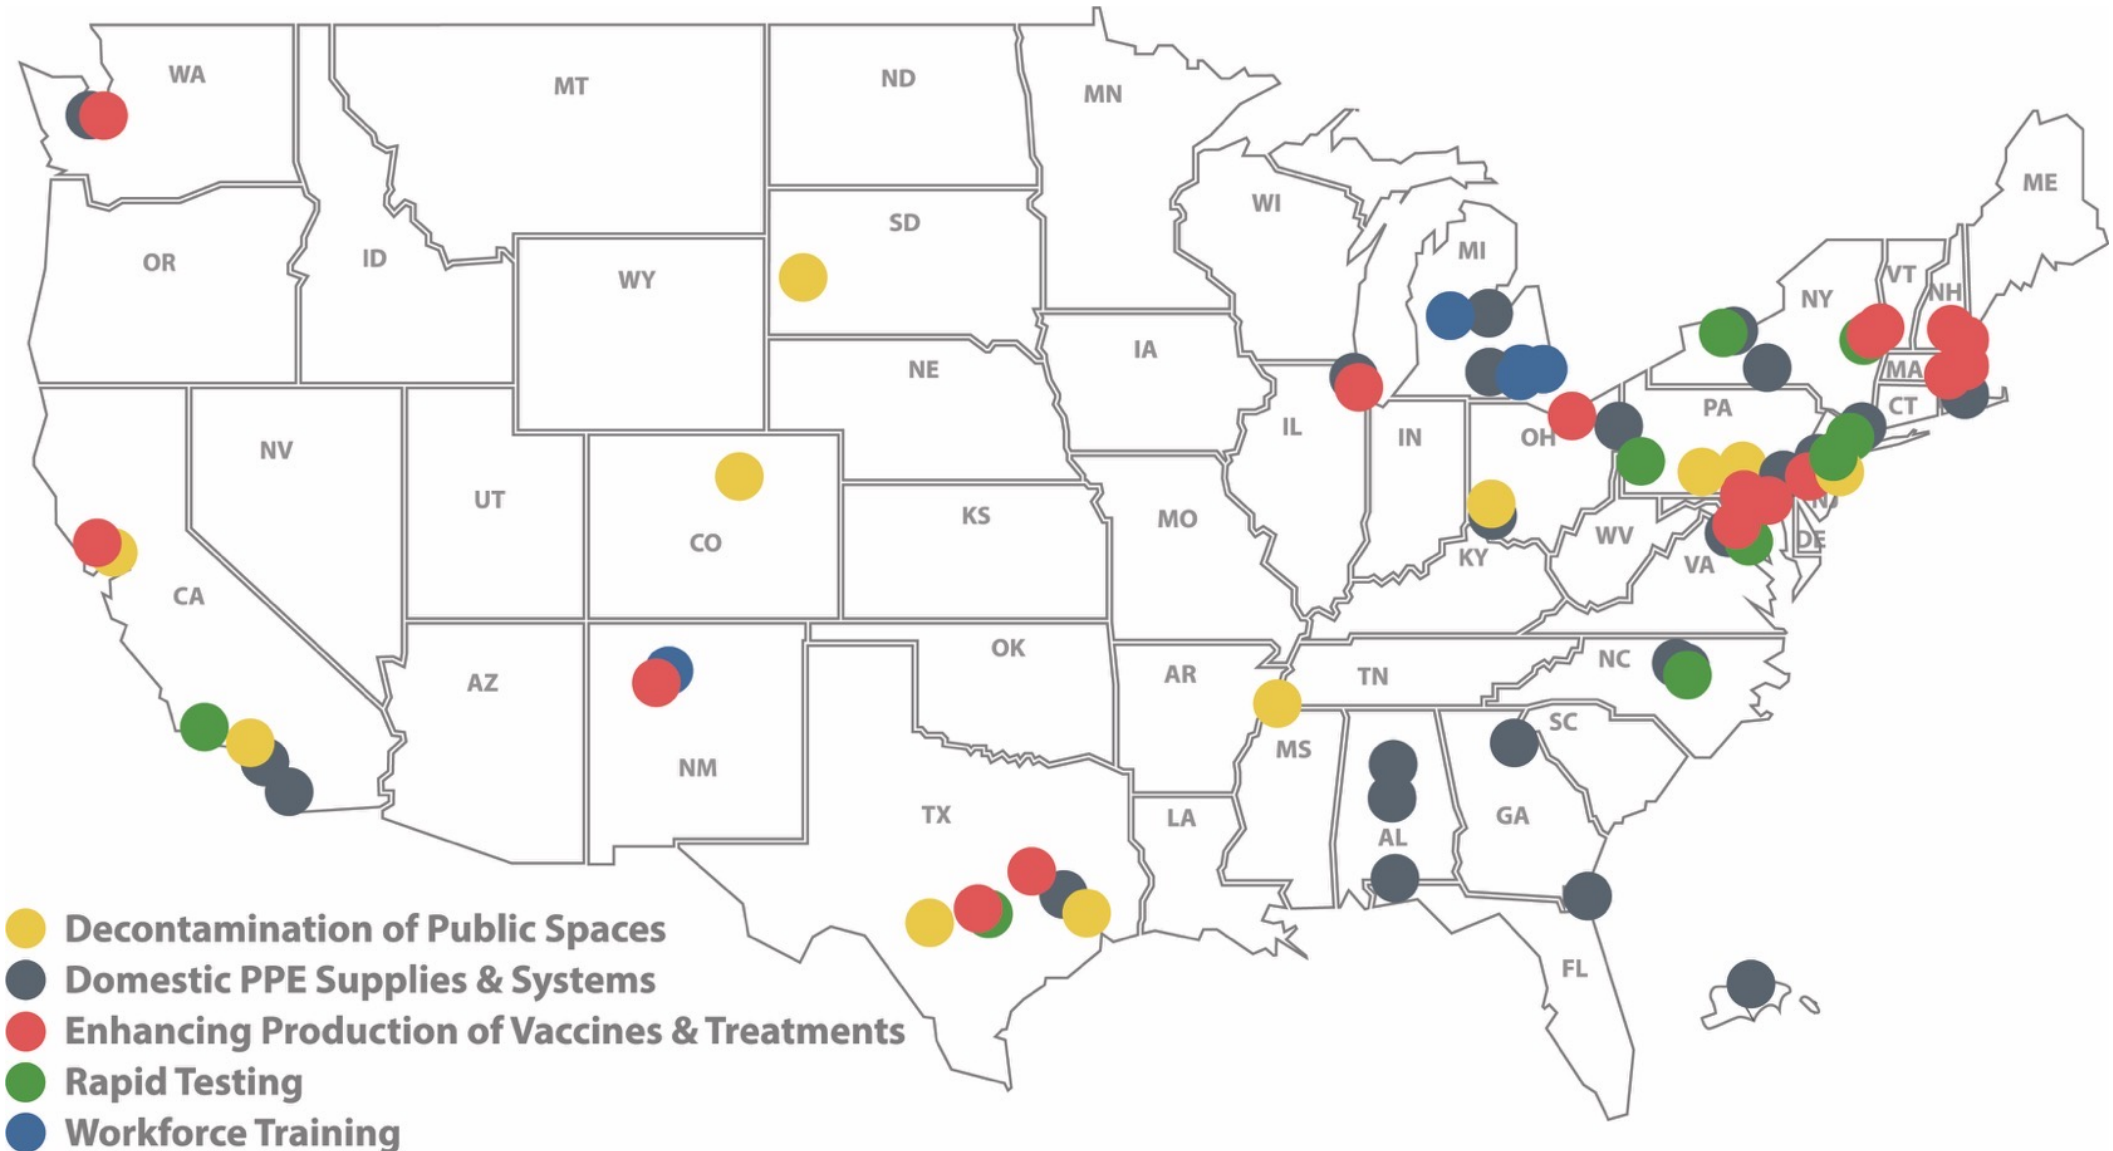 WA
MT
ND
MN
ME
OR
ID
WY
SD
WI
MI
NY
VT
NH
MA
CT
NE
IA
IL
IN
OH
PA
NJ
NV
UT
CO
KS
MO
KY
WV
VA
DE
CA
AZ
NM
OK
AR
TN
NC
SC
TX
LA
MS
AL
GA
FL
Decontamination of Public Spaces
Domestic PPE Supplies & Systems
Enhancing Production of Vaccines & Treatments
Rapid Testing
Workforce Training